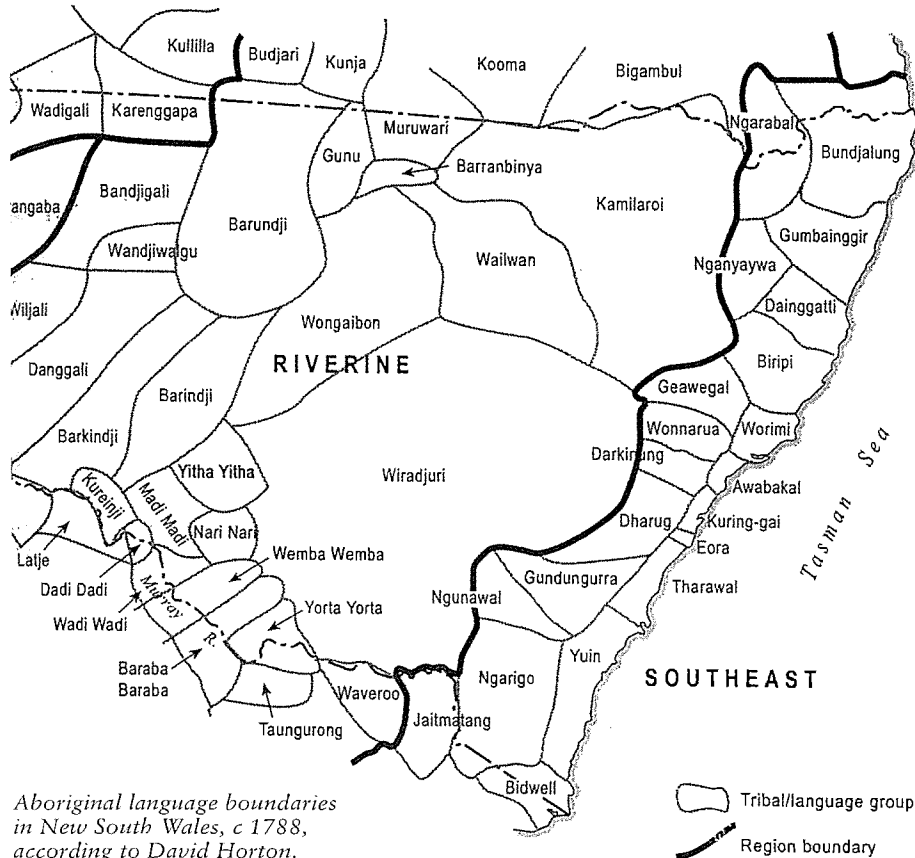 Kullilla
Budjari
Kunja
Kooma
Bigambul
Wadigali
Karenggapa
Muruwari
Ngarabal
Bundjalung
Gunu
Barranbinya
angaba
Bandjigali
Barundji
Kamilaroi
Wandjiwalgu
Wailwan
Gumbainggir
Nganyaywa
Dainggatti
Wiljali
Wongaibon
RIVERINE
Biripi
Danggali
Barindji
Geawegal
Barkindji
Wonnarua
Worimi
Darkinung
Yitha Yitha
Wiradjuri
Awabakal
Tasman Sea
Kureinji
Madi Madi
Nari Nari
Dharug
Kuring-gai
Eora
Latje
Wemba Wemba
Gundungurra
Tharawal
Dadi Dadi
Murray R.
Yorta Yorta
Ngunawal
Wadi Wadi
Yuin
Baraba
Baraba
Ngarigo
SOUTHEAST
Waveroo
Jaitmatang
Taungurong
Bidwell
Aboriginal language boundaries
in New South Wales, c 1788,
according to David Horton.
Tribal/language group
Region boundary